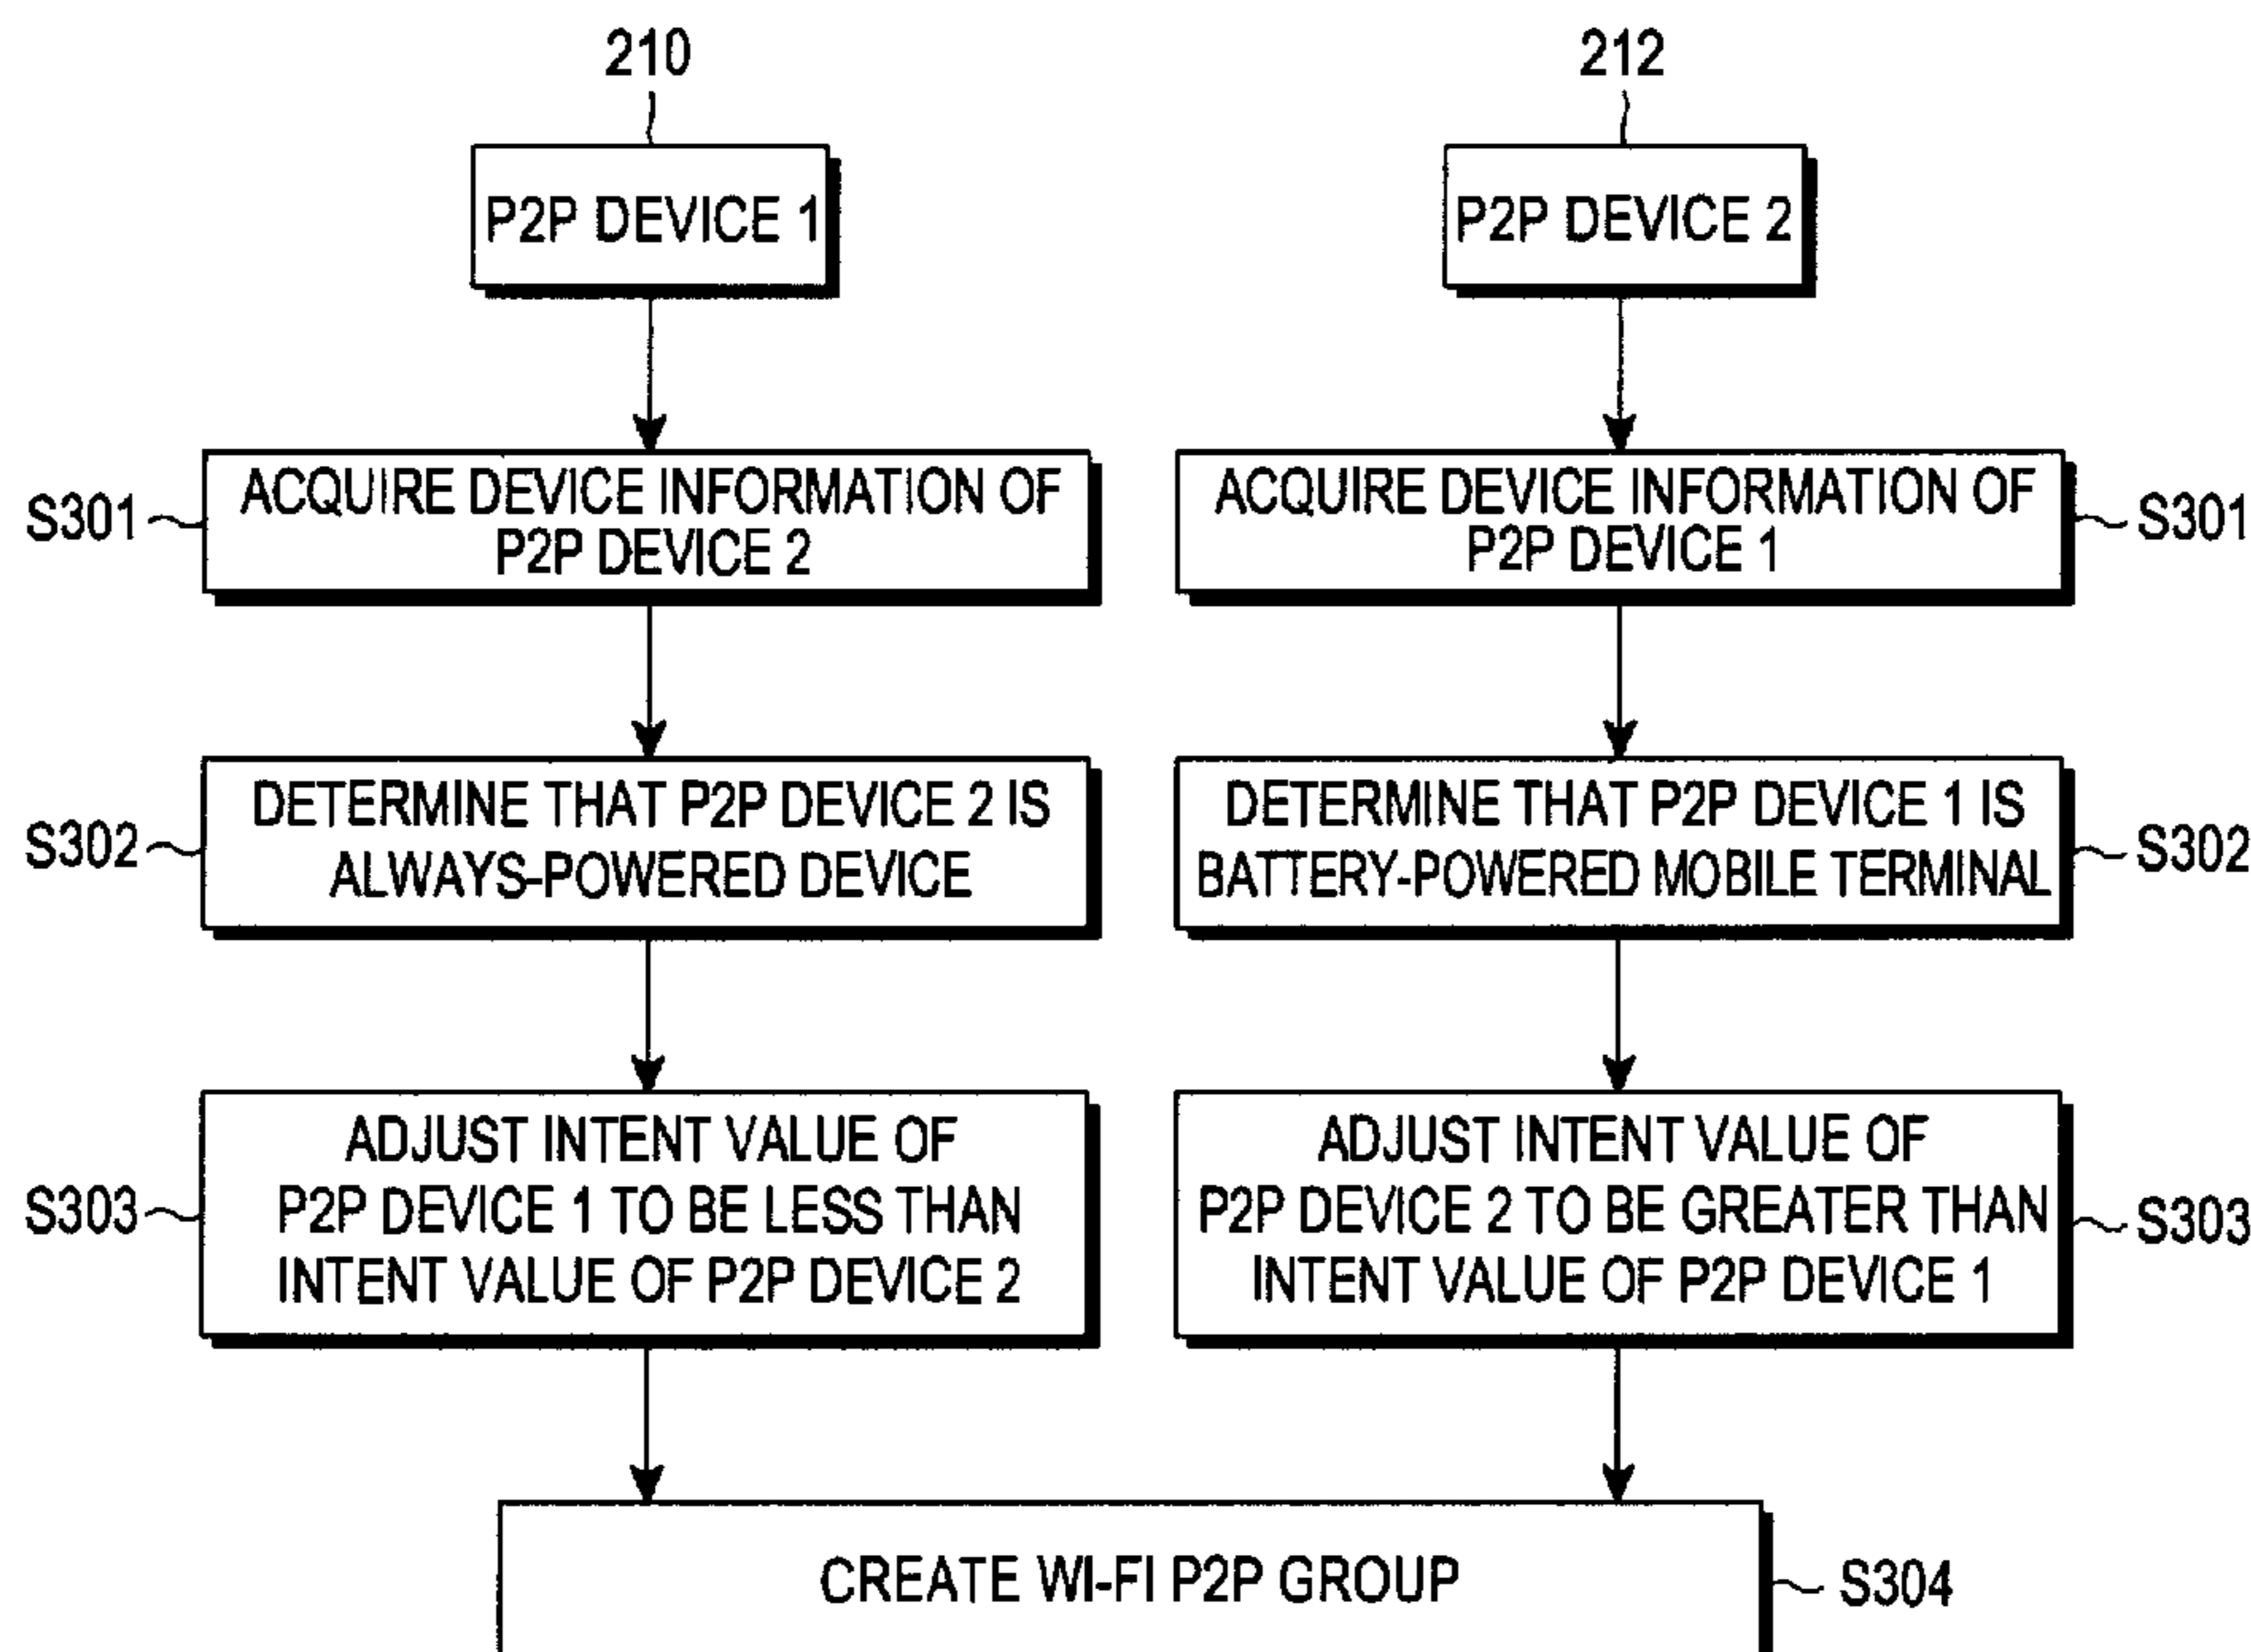 210
212
P2P DEVICE 1
P2P DEVICE 2
S301
ACQUIRE DEVICE INFORMATION OF
P2P DEVICE 2
ACQUIRE DEVICE INFORMATION OF
P2P DEVICE 1
S301
S302
DETERMINE THAT P2P DEVICE 2 IS
ALWAYS-POWERED DEVICE
DETERMINE THAT P2P DEVICE 1 IS
BATTERY-POWERED MOBILE TERMINAL
S302
S303
ADJUST INTENT VALUE OF
P2P DEVICE 1 TO BE LESS THAN
INTENT VALUE OF P2P DEVICE 2
ADJUST INTENT VALUE OF
P2P DEVICE 2 TO BE GREATER THAN
INTENT VALUE OF P2P DEVICE 1
S303
CREATE WI-FI P2P GROUP
S304